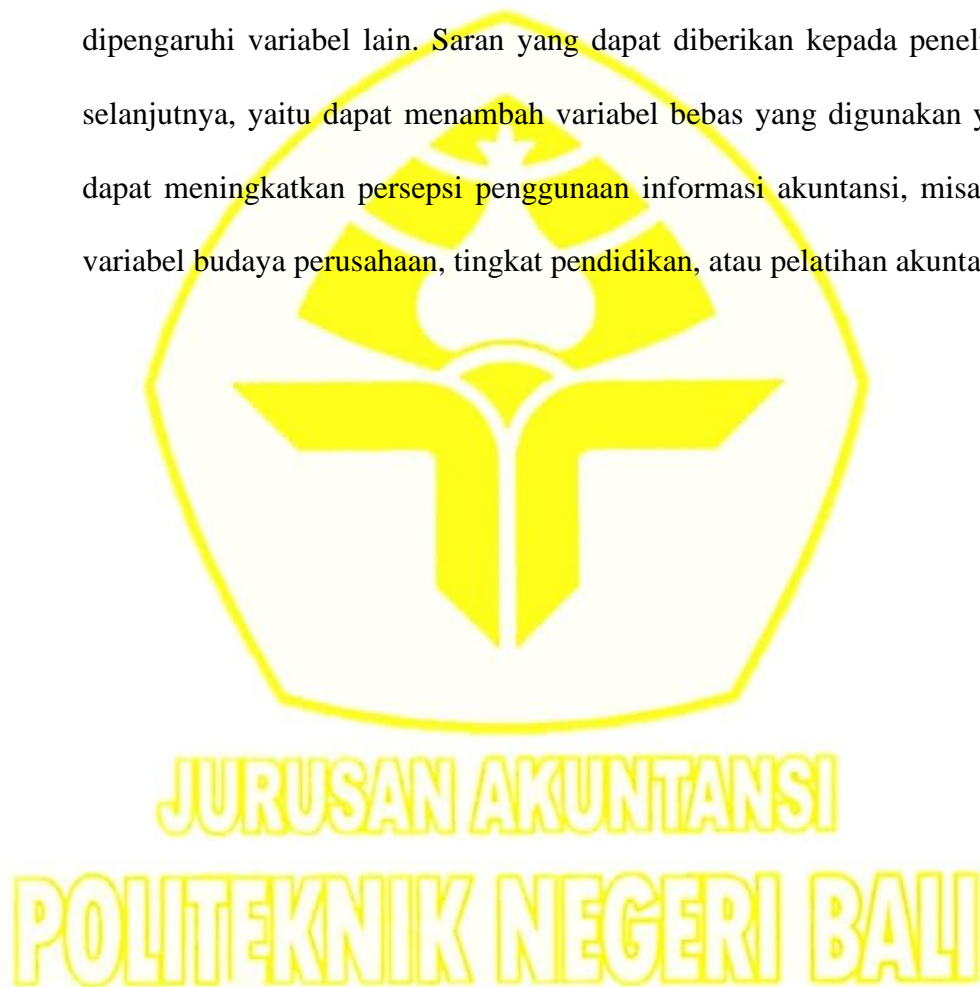 dipengaruhi variabel lain. Saran yang dapat diberikan kepada penel
selanjutnya, yaitu dapat menambah variabel bebas yang digunakan y
dapat meningkatkan persepsi penggunaan informasi akuntansi, misa
variabel budaya perusahaan, tingkat pendidikan, atau pelatihan akunta
JURUSAN AKUNTANSI
POLITEKNIK NEGERI BALI